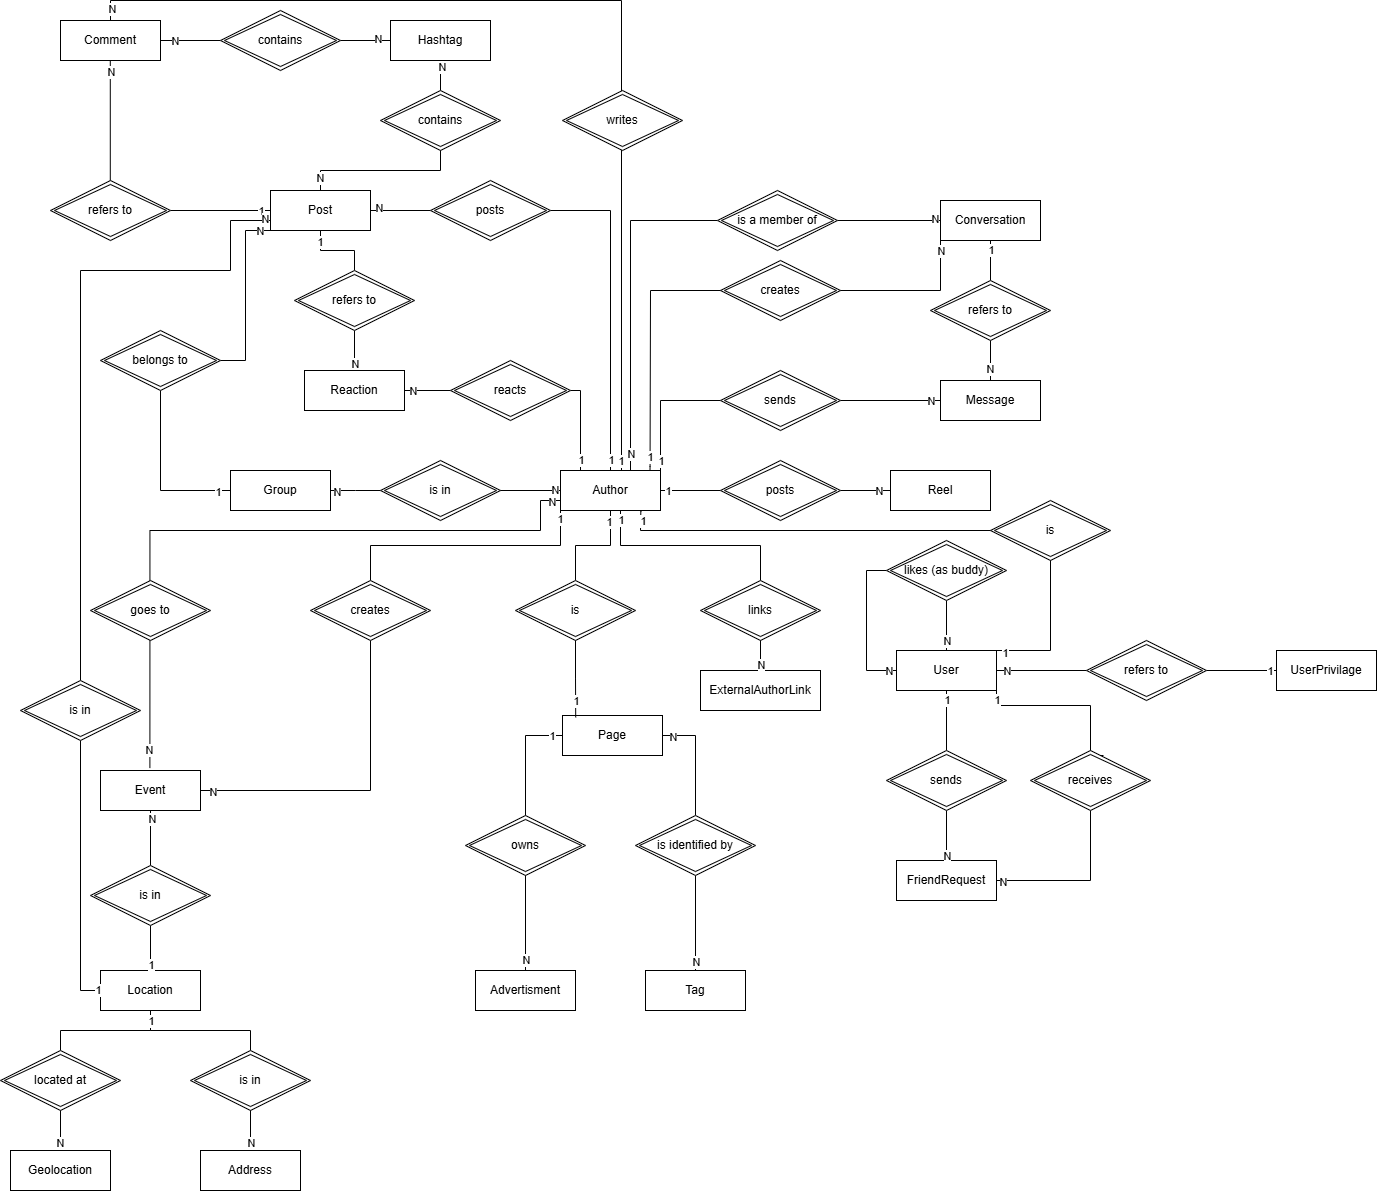 N
Comment
N
contains
N
Hashtag
N
N
contains
writes
N
refers to
1
N
N
Post
N
posts
1
is a member of
N
Conversation
N
1
creates
refers to
refers to
N
belongs to
N
Reaction
N
reacts
sends
N
Message
1
1
1
N
1
1
1
Group
N
is in
N
N
Author
1
posts
N
Reel
1
1
1
1
is
likes (as buddy)
goes to
creates
is
links
N
1
N
User
N
refers to
1
UserPrivilage
N
ExternalAuthorLink
1
1
1
is in
1
Page
N
N
Event
N
sends
receives
N
owns
is identified by
N
FriendRequest
N
is in
1
N
N
1
Location
Advertisment
Tag
1
located at
is in
N
N
Geolocation
Address